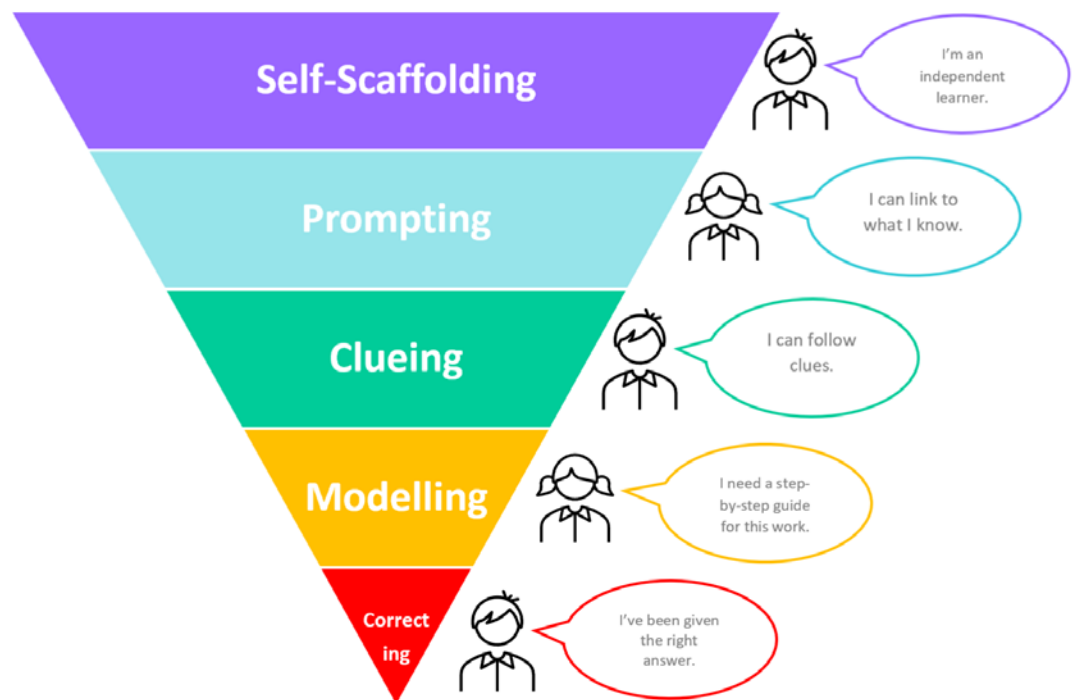 Self-Scaffolding
I'm an
independent
learner.
Prompting
I can link to
what I know.
Clueing
I can follow
clues.
Modelling
I need a step-
by-step guide
for this work.
Correct
ing
I've been given
the right
answer.